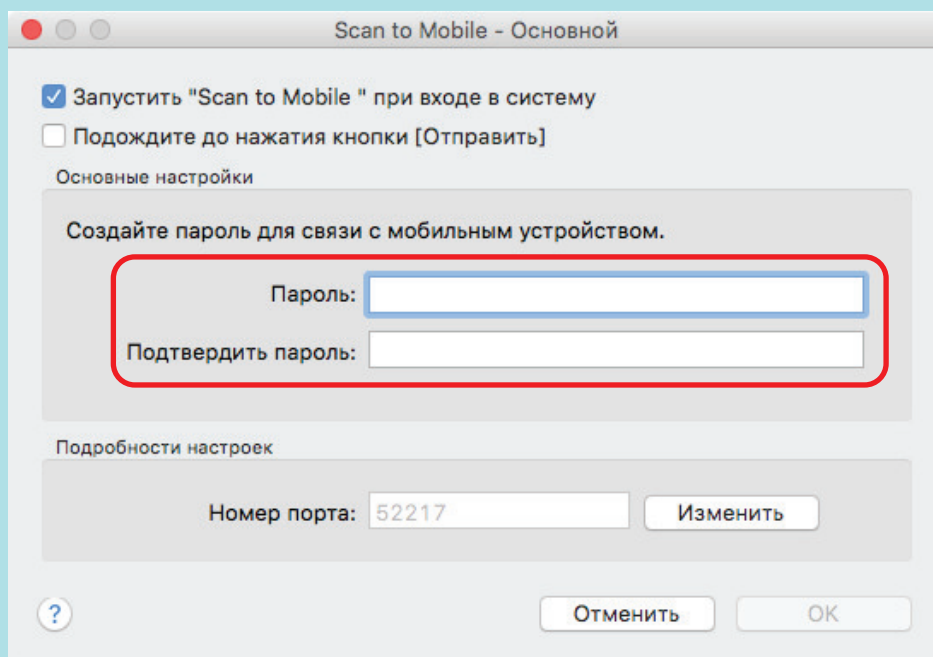 Scan to Mobile - Основной
Запустить "Scan to Mobile " при входе в систему
Подождите до нажатия кнопки [Отправить]
Основные настройки
Создайте пароль для связи с мобильным устройством.
Пароль:
Подтвердить пароль:
Подробности настроек
Номер порта: 52217 Изменить
? Отменить OK